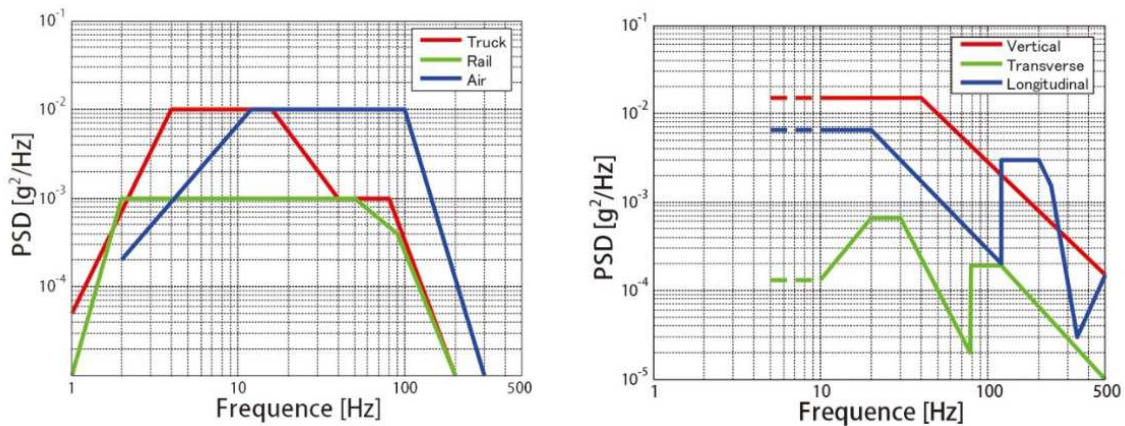 10⁻¹
10⁻²
10⁻³
10⁻⁴
PSD [g²/Hz]
Truck
Rail
Air
1 10 100 500
Frequence [Hz]
10⁻¹
10⁻²
10⁻³
10⁻⁴
10⁻⁵
PSD [g²/Hz]
Vertical
Transverse
Longitudinal
1 10 100 500
Frequence [Hz]